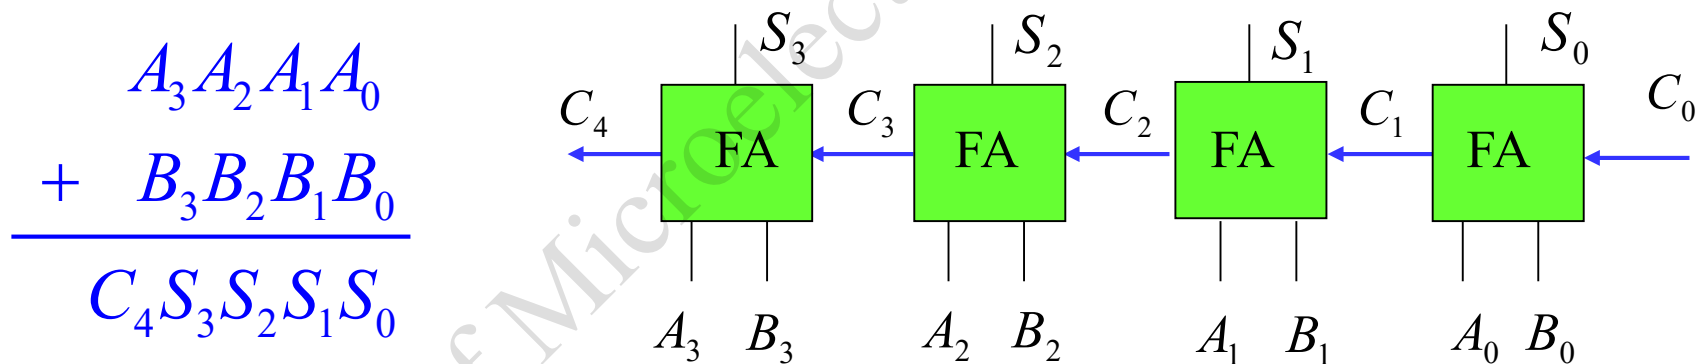 A₃A₂A₁A₀
+ B₃B₂B₁B₀
C₄S₃S₂S₁S₀
S₃ S₂ S₁ S₀
C₄ C₃ C₂ C₁ C₀
FA FA FA FA
A₃ B₃ A₂ B₂ A₁ B₁ A₀ B₀